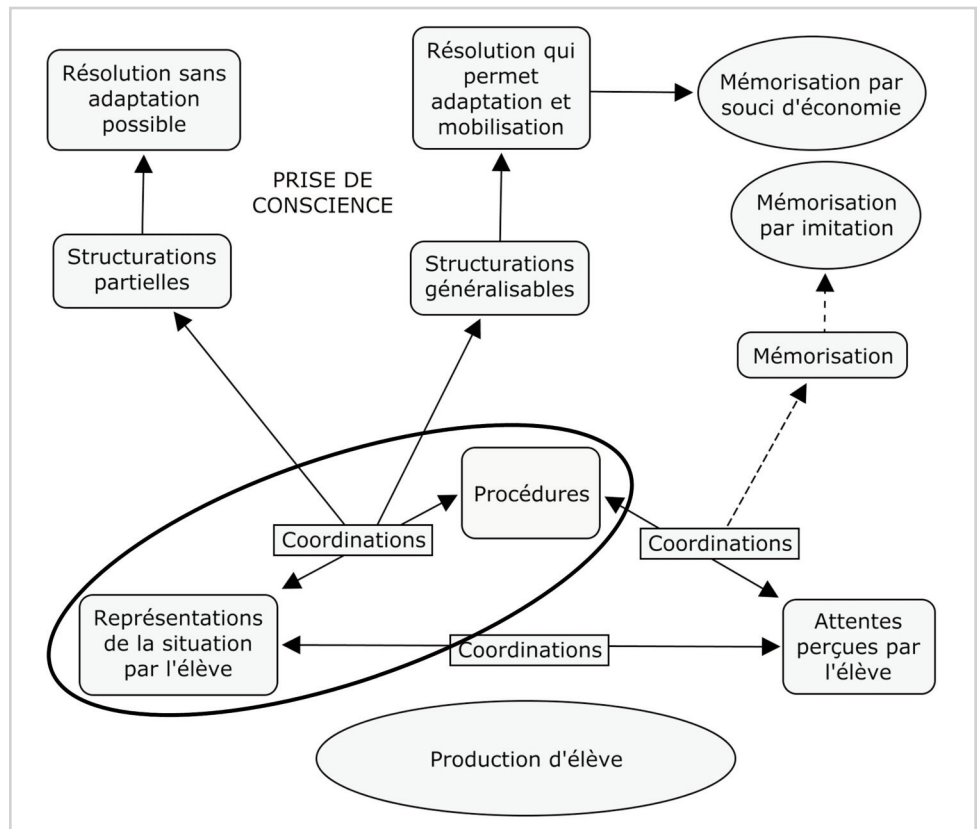 Résolution sans
adaptation
possible
Résolution qui
permet
adaptation et
mobilisation
Mémorisation par
souci d'économie
PRISE DE
CONSCIENCE
Mémorisation
par imitation
Structurations
partielles
Structurations
généralisables
Mémorisation
Procédures
Coordinations
Coordinations
Représentations
de la situation
par l'élève
Coordinations
Attentes
perçues par
l'élève
Production d'élève